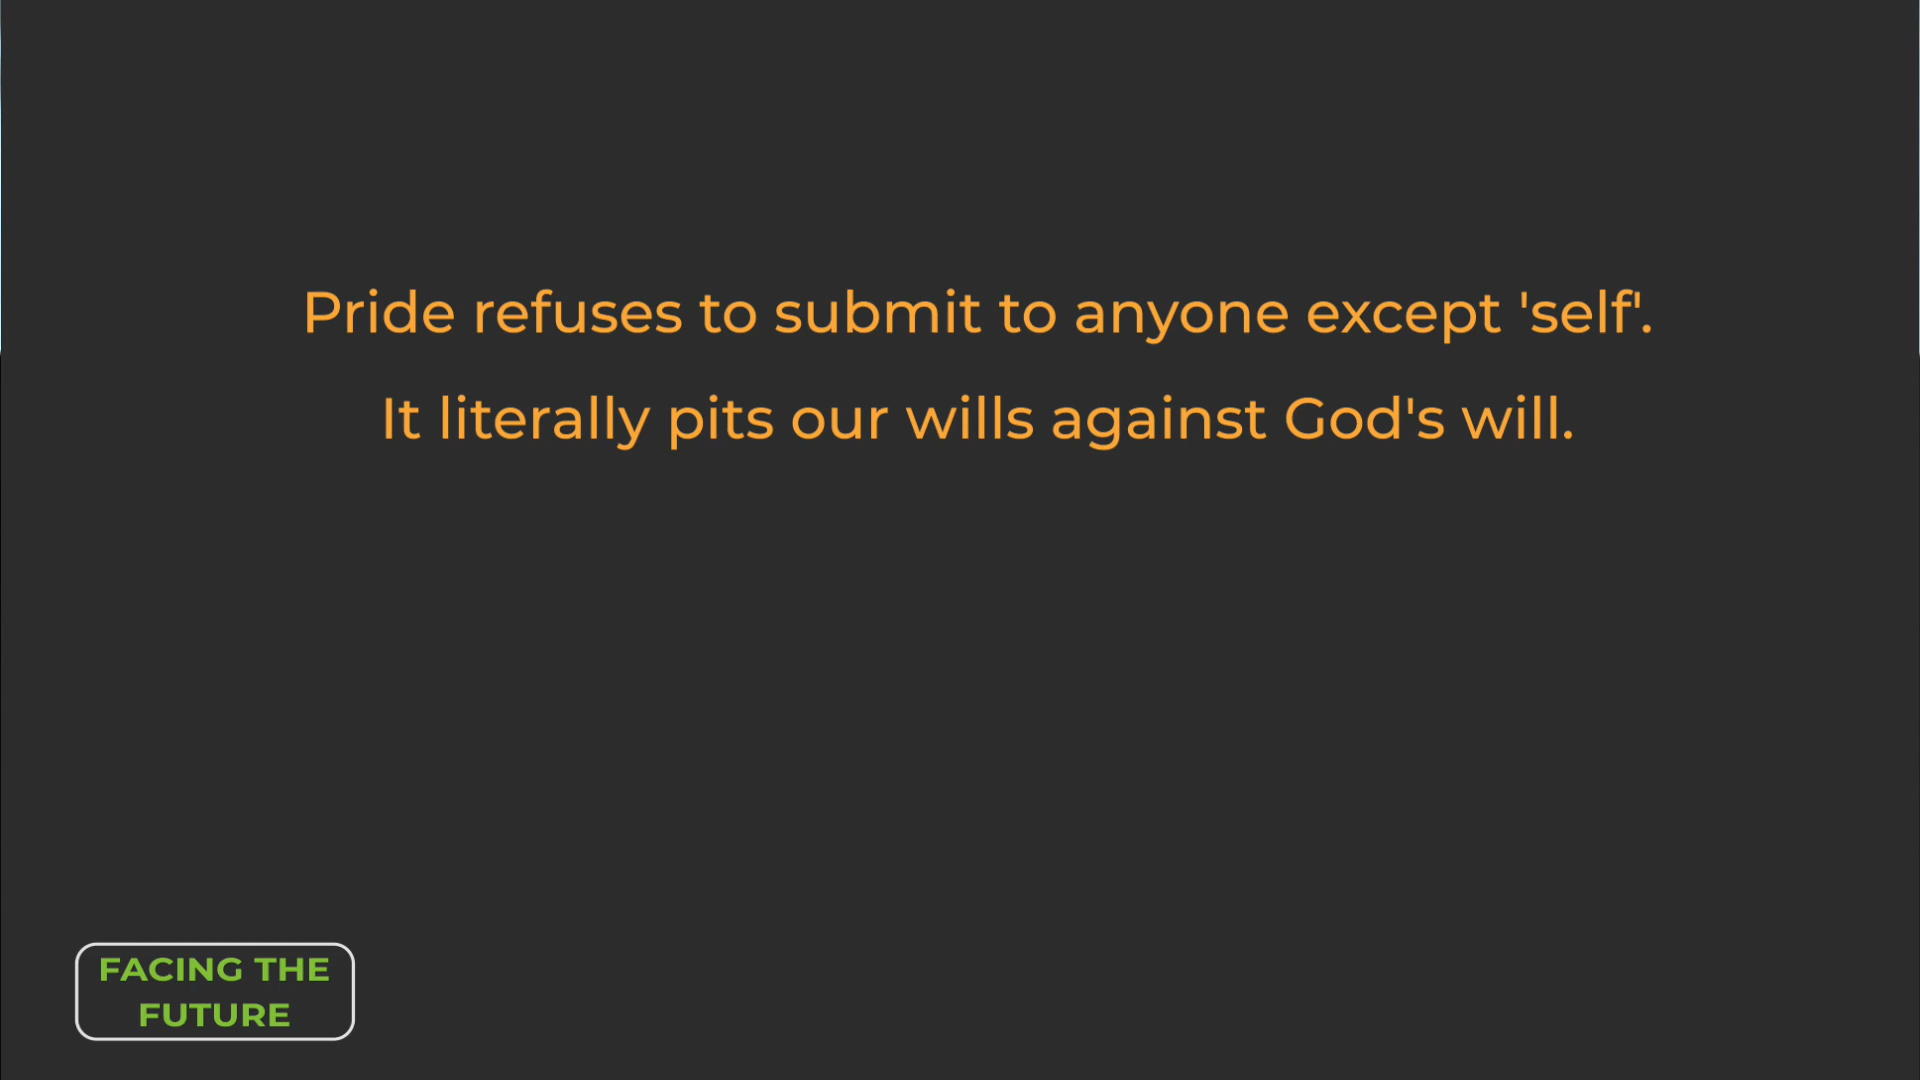 Pride refuses to submit to anyone except 'self'.
It literally pits our wills against God's will.
FACING THE
FUTURE